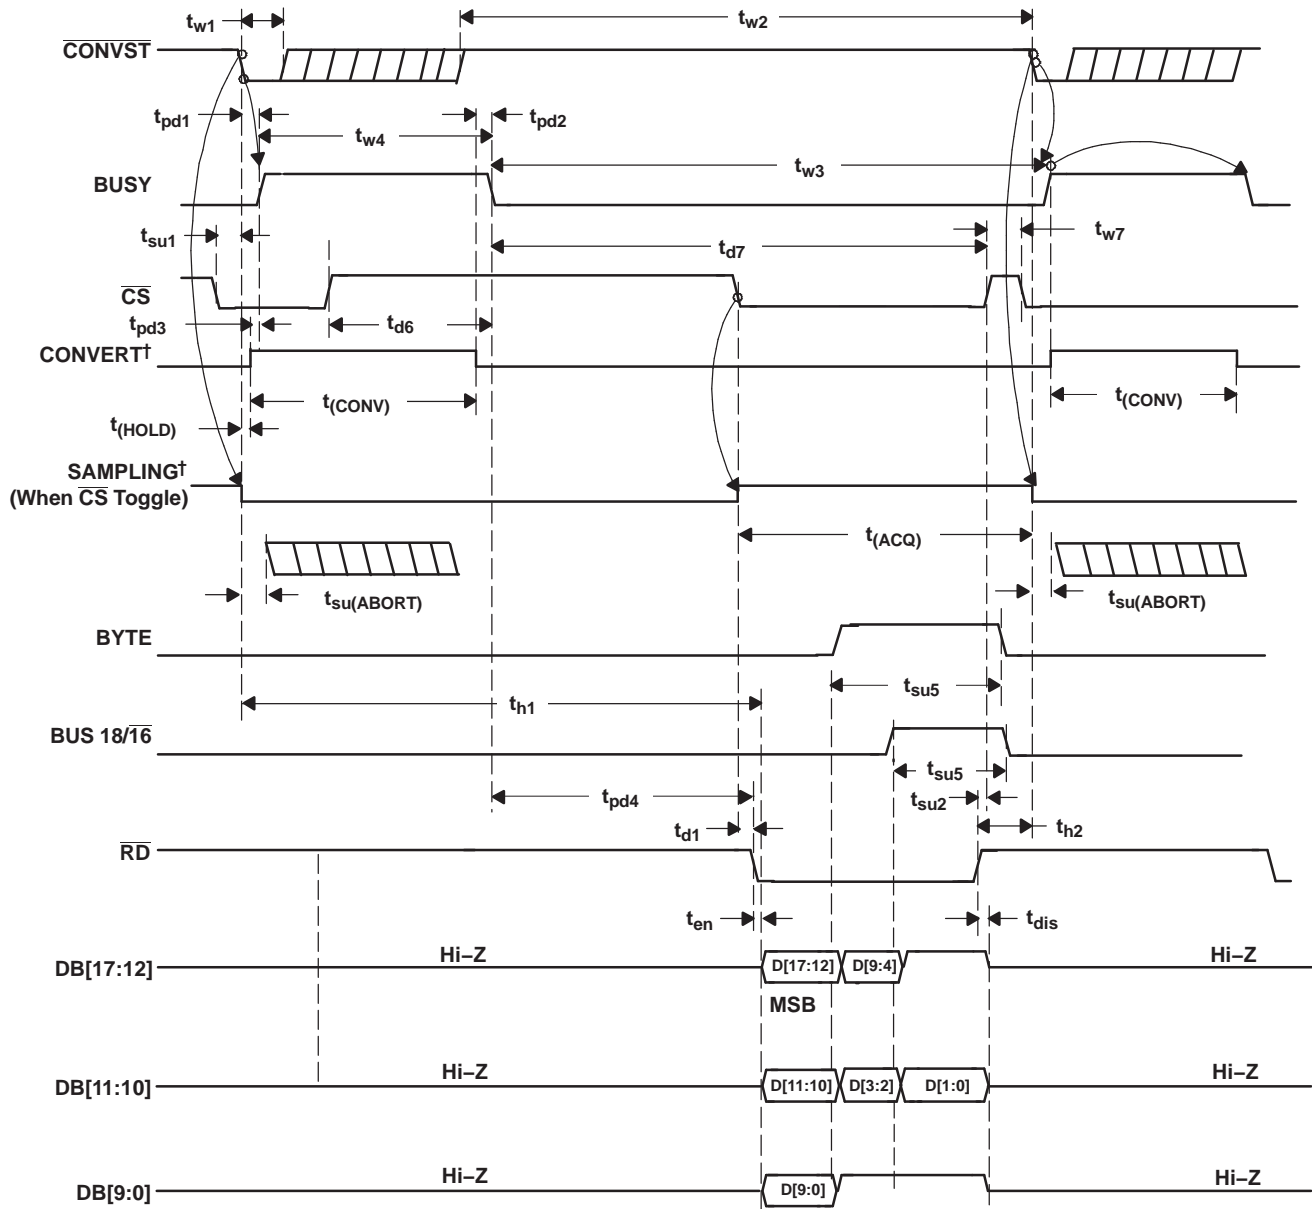 tw1
tw2
CONVST
tpd1
tw4
tpd2
tw3
BUSY
tsu1
td7
tw7
CS
tpd3
td6
CONVERT†
t(CONV)
t(CONV)
t(HOLD)
SAMPLING†
(When CS Toggle)
t(ACQ)
tsu(ABORT)
tsu(ABORT)
BYTE
tsu5
th1
BUS 18/16
tsu5
tpd4
tsu2
td1
th2
RD
ten
tdis
Hi–Z
Hi–Z
DB[17:12]
D[17:12]
D[9:4]
MSB
Hi–Z
Hi–Z
DB[11:10]
D[11:10]
D[3:2]
D[1:0]
Hi–Z
Hi–Z
DB[9:0]
D[9:0]